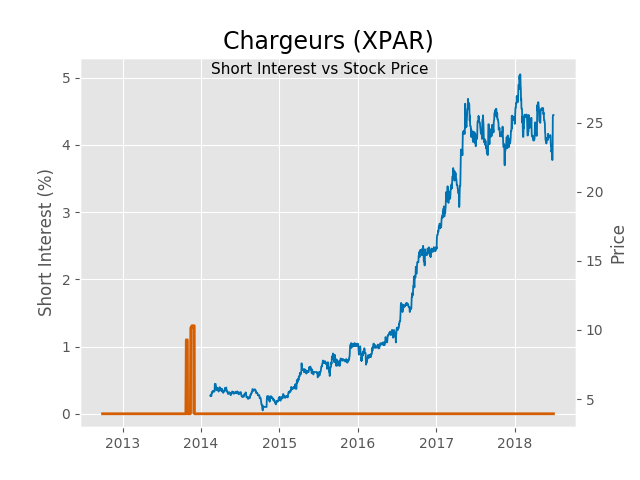 Chargeurs (XPAR)
Short Interest vs Stock Price
Short Interest (%)
5
4
3
2
1
0
25
20
15
10
5
Price
2013 2014 2015 2016 2017 2018